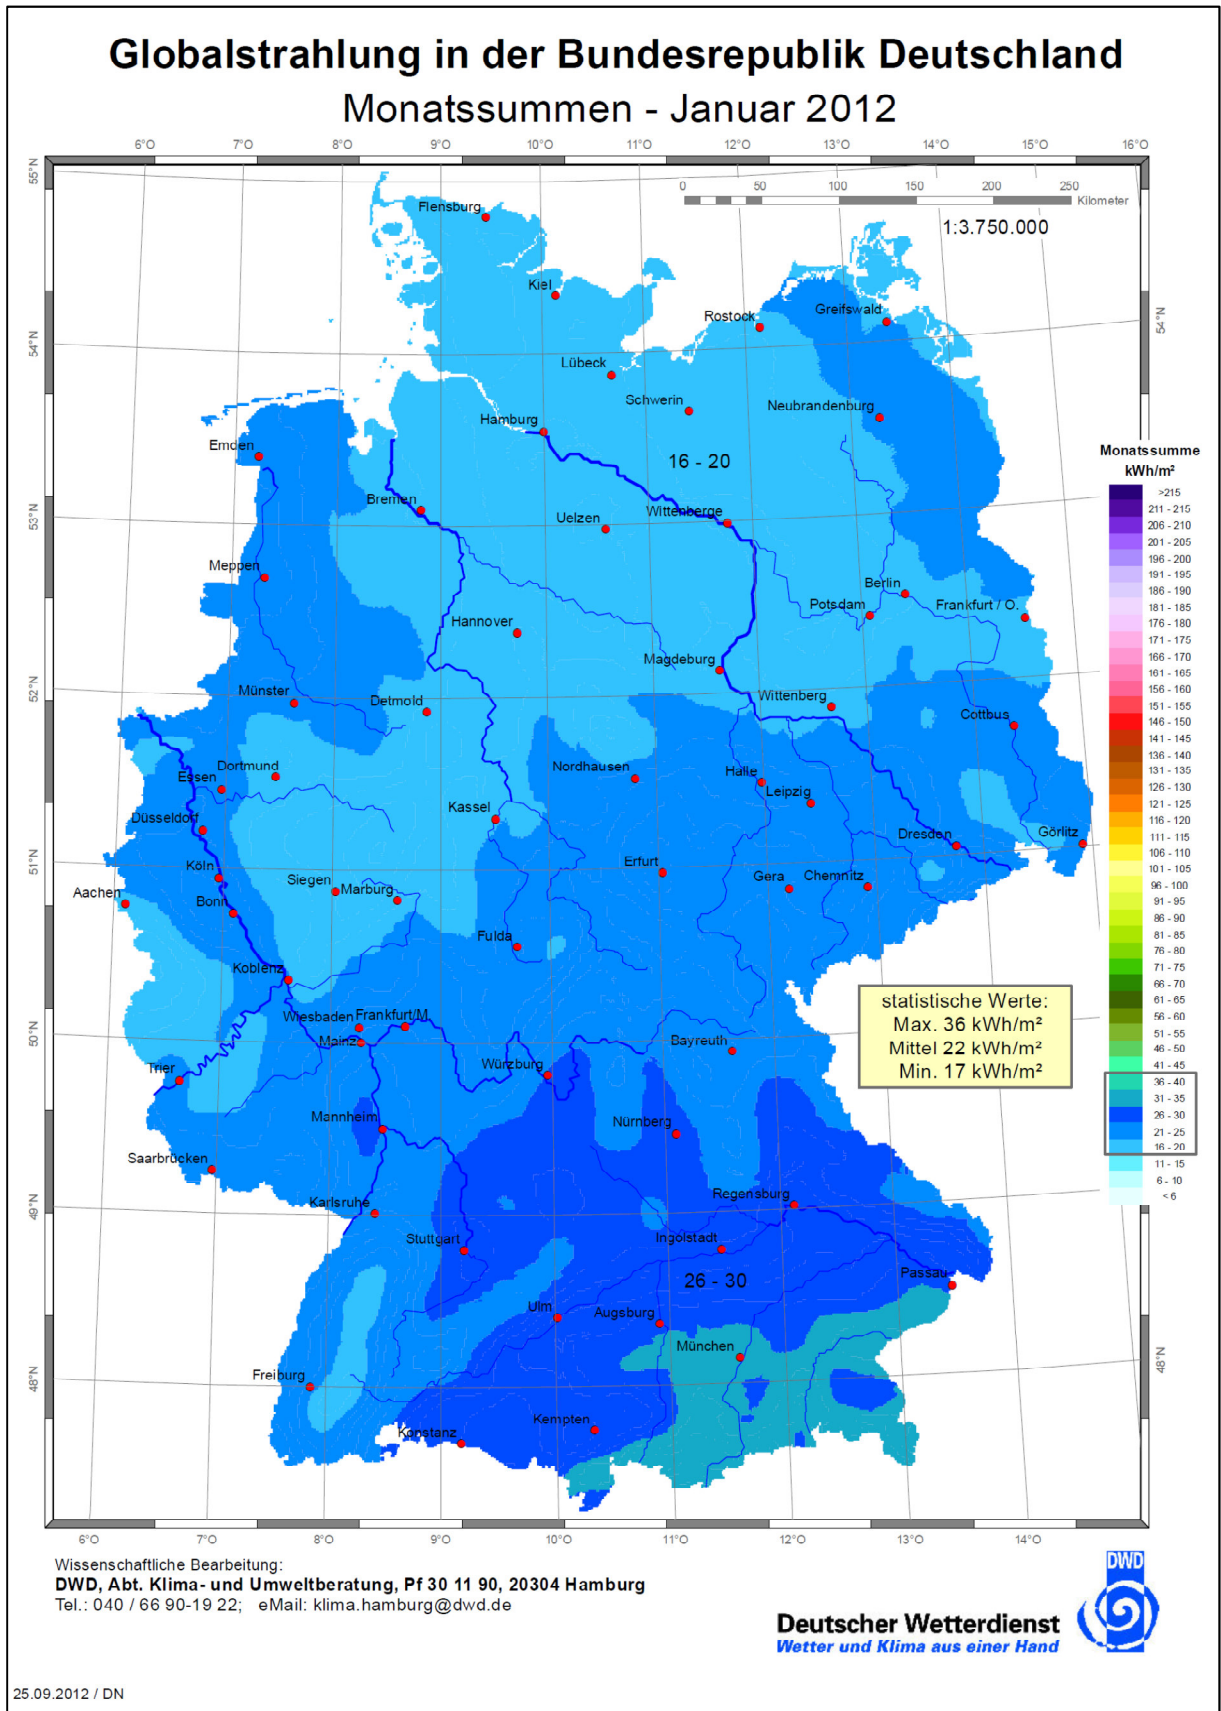 Globalstrahlung in der Bundesrepublik Deutschland
Monatssummen - Januar 2012
6°O 7°O 8°O 9°O 10°O 11°O 12°O 13°O 14°O 15°O 16°O
55°N
0 50 100 150 200 250
Kilometer
1:3.750.000
Flensburg
Kiel
Rostock
Greifswald
54°N
54°N
Lübeck
Schwerin
Neubrandenburg
Hamburg
Emden
16 - 20
Bremen
Uelzen
Wittenberge
53°N
Meppen
Berlin
Potsdam
Frankfurt / O.
Hannover
Magdeburg
52°N
Münster
Detmold
Wittenberg
Cottbus
Dortmund
Essen
Nordhausen
Halle
Leipzig
Kassel
Düsseldorf
Dresden
Görlitz
51°N
Köln
Erfurt
Gera
Chemnitz
Aachen
Siegen
Marburg
Bonn
Fulda
Koblenz
Wiesbaden
Frankfurt/M.
Mainz
50°N
Bayreuth
Trier
Würzburg
Mannheim
Nürnberg
Saarbrücken
Karlsruhe
Regensburg
49°N
Stuttgart
Ingolstadt
26 - 30
Passau
Ulm
Augsburg
München
48°N
48°N
Freiburg
Kempten
Konstanz
6°O 7°O 8°O 9°O 10°O 11°O 12°O 13°O 14°O
Monatssumme
kWh/m²
>215
211 - 215
206 - 210
201 - 205
196 - 200
191 - 195
186 - 190
181 - 185
176 - 180
171 - 175
166 - 170
161 - 165
156 - 160
151 - 155
146 - 150
141 - 145
136 - 140
131 - 135
126 - 130
121 - 125
116 - 120
111 - 115
106 - 110
101 - 105
96 - 100
91 - 95
86 - 90
81 - 85
76 - 80
71 - 75
66 - 70
61 - 65
56 - 60
51 - 55
46 - 50
41 - 45
36 - 40
31 - 35
26 - 30
21 - 25
16 - 20
11 - 15
6 - 10
< 6
statistische Werte:
Max. 36 kWh/m²
Mittel 22 kWh/m²
Min. 17 kWh/m²
Wissenschaftliche Bearbeitung:
DWD, Abt. Klima- und Umweltberatung, Pf 30 11 90, 20304 Hamburg
Tel.: 040 / 66 90-19 22; eMail: klima.hamburg@dwd.de
DWD
Deutscher Wetterdienst
Wetter und Klima aus einer Hand
25.09.2012 / DN